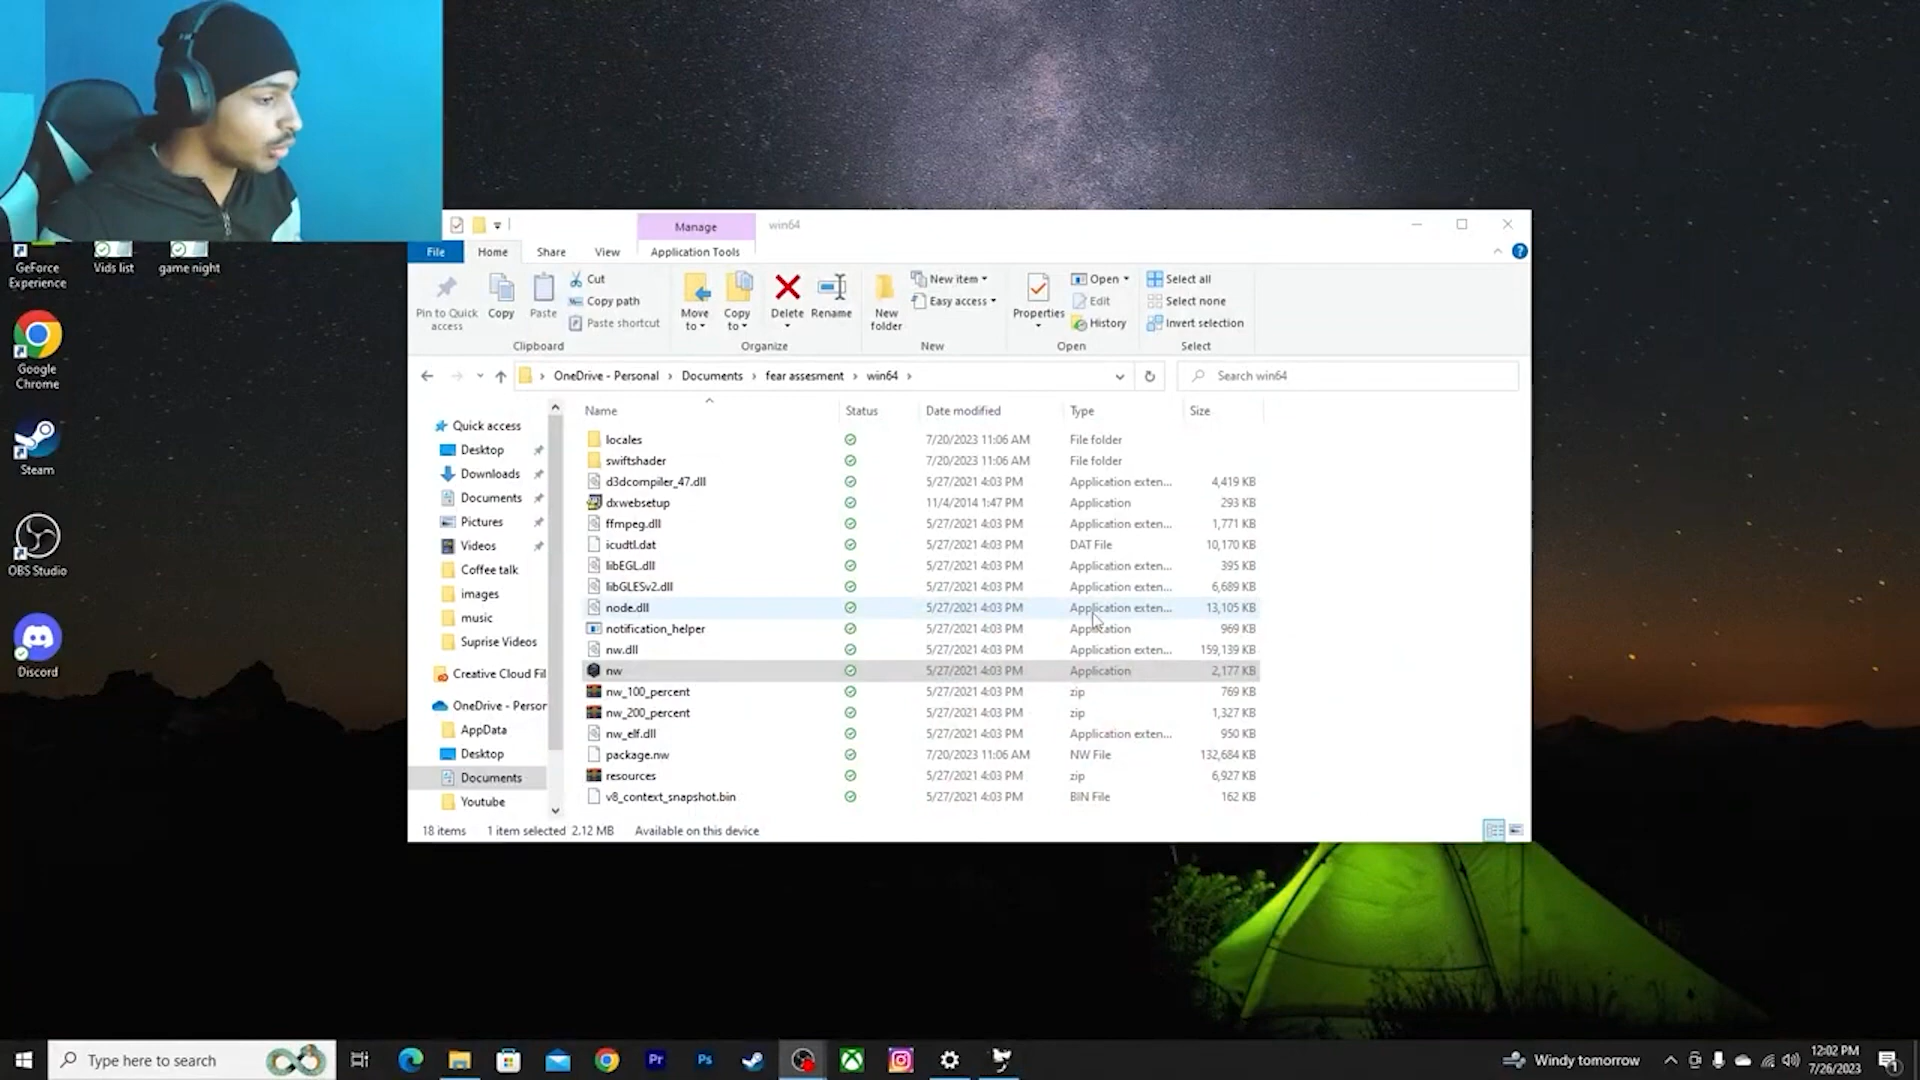 GeForce
Experience
Vids list
game night
Google
Chrome
Steam
OBS Studio
Discord
Manage
win64
File
Home
Share
View
Application Tools
Pin to Quick
access
Copy
Paste
Cut
Copy path
Paste shortcut
Clipboard
Move
to
Copy
to
Delete
Rename
Organize
New
folder
New item
Easy access
New
Properties
Open
Edit
History
Open
Select all
Select none
Invert selection
Select
OneDrive - Personal > Documents > fear assesment > win64 >
Search win64
Quick access
Desktop
Downloads
Documents
Pictures
Videos
Coffee talk
images
music
Suprise Videos
Creative Cloud Fil
OneDrive - Person
AppData
Desktop
Documents
Youtube
Name Status Date modified Type Size
locales 7/20/2023 11:06 AM File folder
swiftshader 7/20/2023 11:06 AM File folder
d3dcompiler_47.dll 5/27/2021 4:03 PM Application exten... 4,419 KB
dxwebsetup 11/4/2014 1:47 PM Application 293 KB
ffmpeg.dll 5/27/2021 4:03 PM Application exten... 1,771 KB
icudtl.dat 5/27/2021 4:03 PM DAT File 10,170 KB
libEGL.dll 5/27/2021 4:03 PM Application exten... 395 KB
libGLESv2.dll 5/27/2021 4:03 PM Application exten... 6,689 KB
node.dll 5/27/2021 4:03 PM Application exten... 13,105 KB
notification_helper 5/27/2021 4:03 PM Application 969 KB
nw.dll 5/27/2021 4:03 PM Application exten... 159,139 KB
nw 5/27/2021 4:03 PM Application 2,177 KB
nw_100_percent 5/27/2021 4:03 PM zip 769 KB
nw_200_percent 5/27/2021 4:03 PM zip 1,327 KB
nw_elf.dll 5/27/2021 4:03 PM Application exten... 950 KB
package.nw 7/20/2023 11:06 AM NW File 132,684 KB
resources 5/27/2021 4:03 PM zip 6,927 KB
v8_context_snapshot.bin 5/27/2021 4:03 PM BIN File 162 KB
18 items 1 item selected 2.12 MB Available on this device
Type here to search
Pr
Ps
Windy tomorrow
12:02 PM
7/26/2023
1